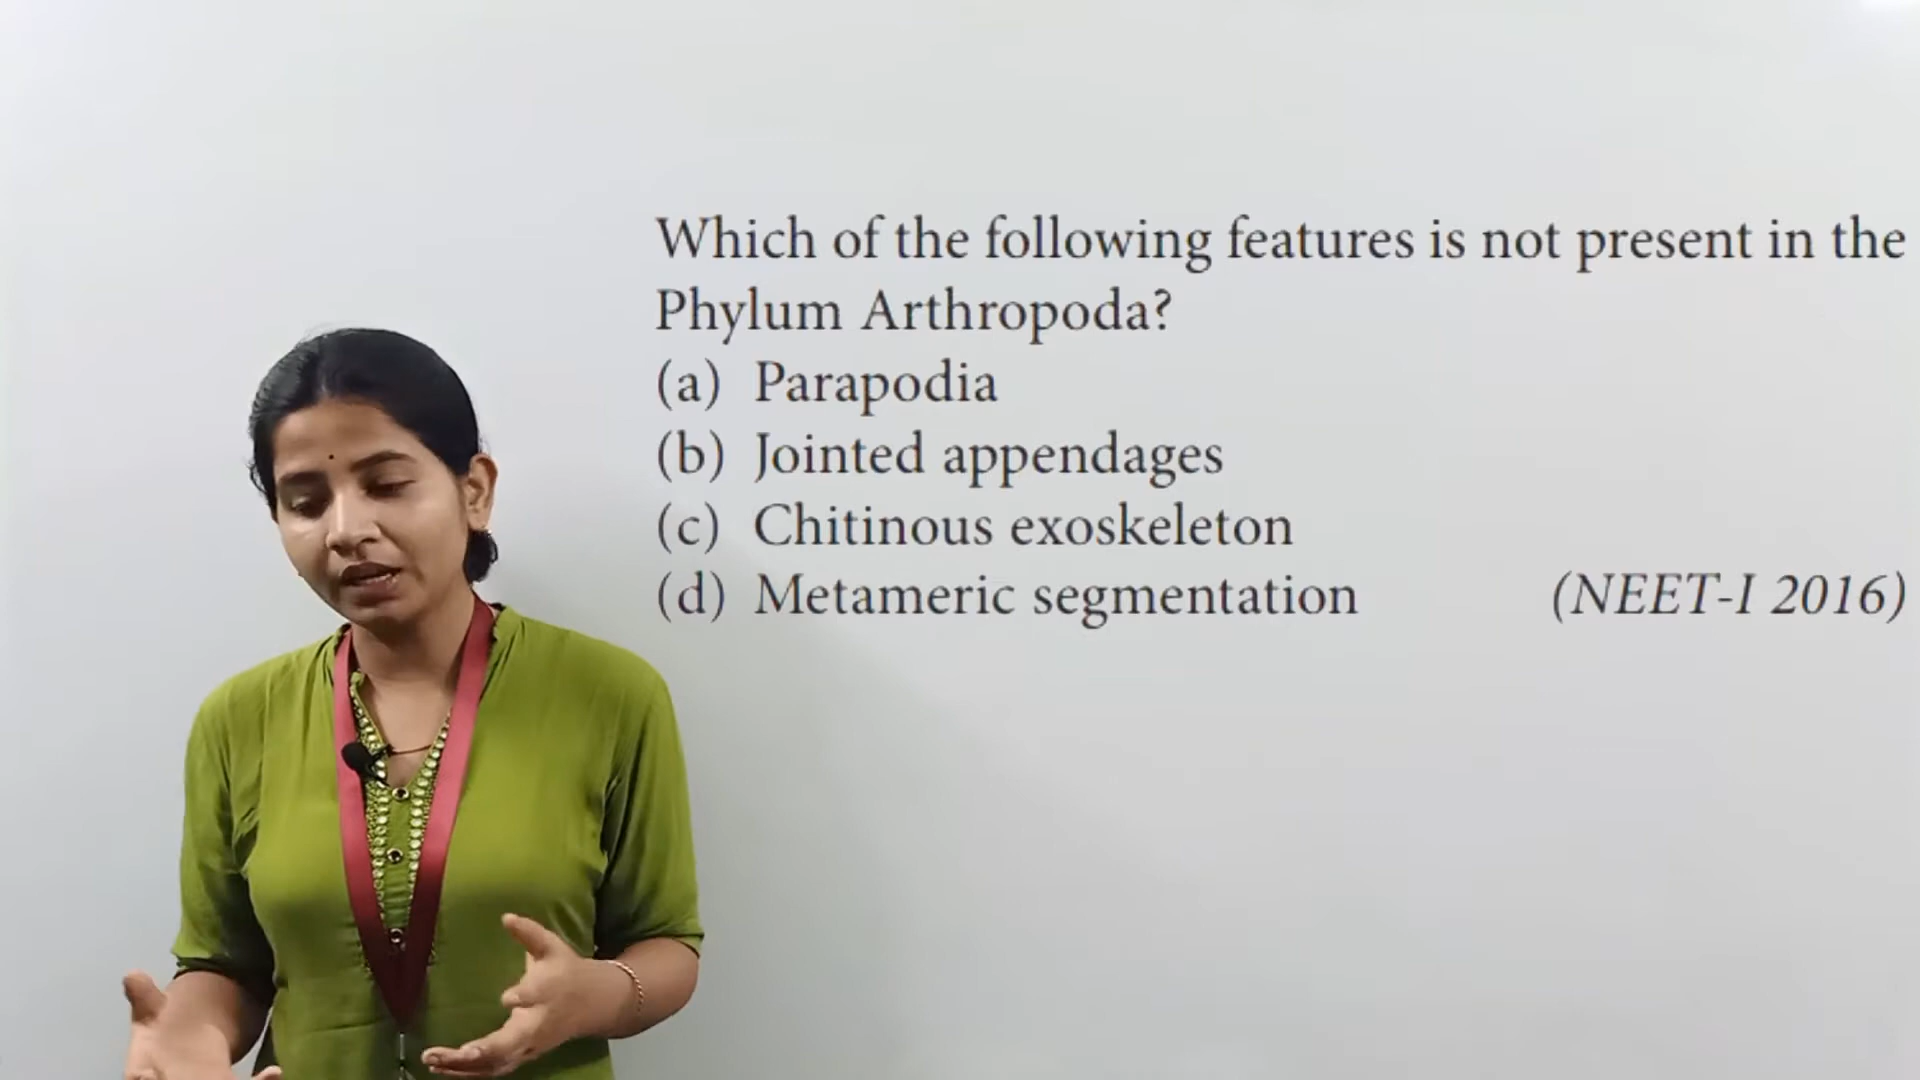 Which of the following features is not present in the
Phylum Arthropoda?
(a) Parapodia
(b) Jointed appendages
(c) Chitinous exoskeleton
(d) Metameric segmentation (NEET-I 2016)